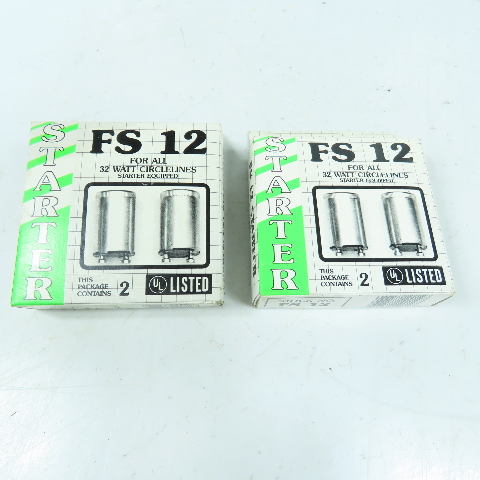 STARTER
FS 12
FOR ALL
32 WATT CIRCLELINES
STARTER EQUIPPED
THIS
PACKAGE
CONTAINS
2
UL LISTED
STARTER
FS 12
FOR ALL
32 WATT CIRCLELINES
STARTER EQUIPPED
THIS
PACKAGE
CONTAINS
2
UL LISTED
FS 12